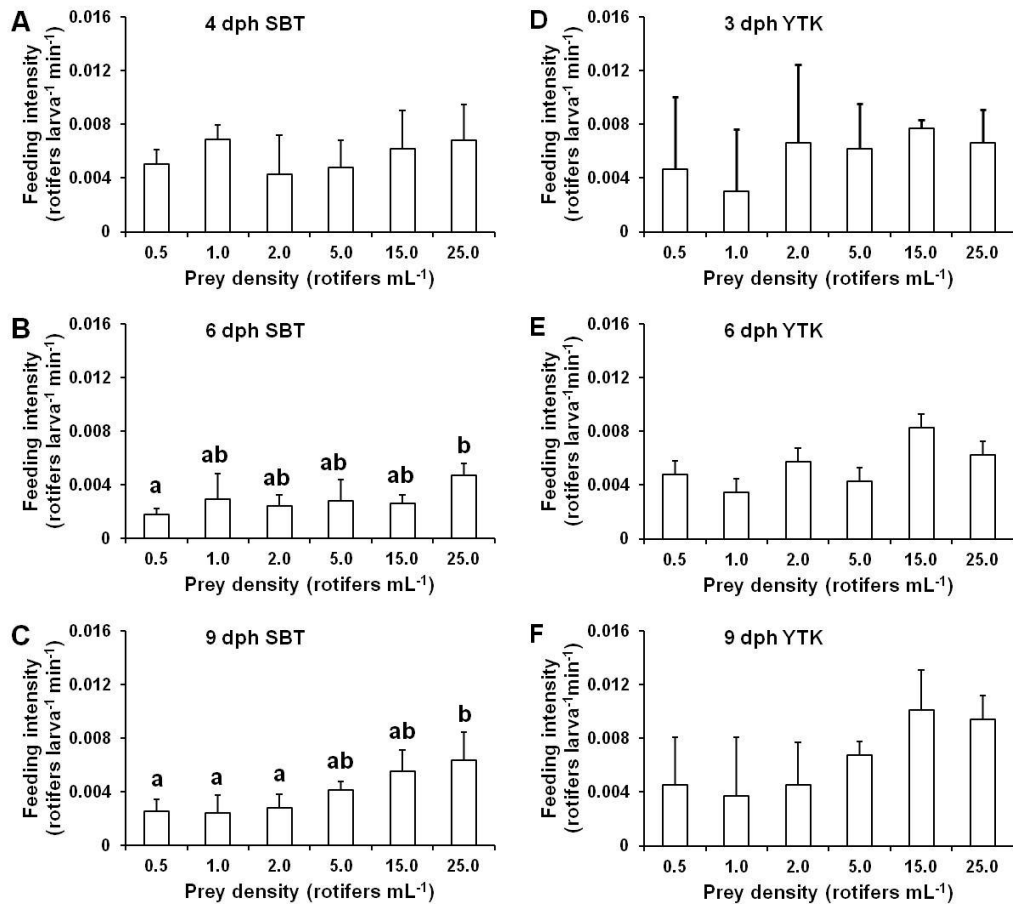 A
4 dph SBT
Feeding intensity
(rotifers larva⁻¹ min⁻¹)
0.016
0.012
0.008
0.004
0
0.5 1.0 2.0 5.0 15.0 25.0
Prey density (rotifers mL⁻¹)
D
3 dph YTK
Feeding intensity
(rotifers larva⁻¹ min⁻¹)
0.016
0.012
0.008
0.004
0
0.5 1.0 2.0 5.0 15.0 25.0
Prey density (rotifers mL⁻¹)
B
6 dph SBT
Feeding intensity
(rotifers larva⁻¹ min⁻¹)
0.016
0.012
0.008
0.004
0
a ab ab ab ab b
0.5 1.0 2.0 5.0 15.0 25.0
Prey density (rotifers mL⁻¹)
E
6 dph YTK
Feeding intensity
(rotifers larva⁻¹min⁻¹)
0.016
0.012
0.008
0.004
0
0.5 1.0 2.0 5.0 15.0 25.0
Prey density (rotifers mL⁻¹)
C
9 dph SBT
Feeding intensity
(rotifers larva⁻¹ min⁻¹)
0.016
0.012
0.008
0.004
0
a a a ab ab b
0.5 1.0 2.0 5.0 15.0 25.0
Prey density (rotifers mL⁻¹)
F
9 dph YTK
Feeding intensity
(rotifers larva⁻¹min⁻¹)
0.016
0.012
0.008
0.004
0
0.5 1.0 2.0 5.0 15.0 25.0
Prey density (rotifers mL⁻¹)